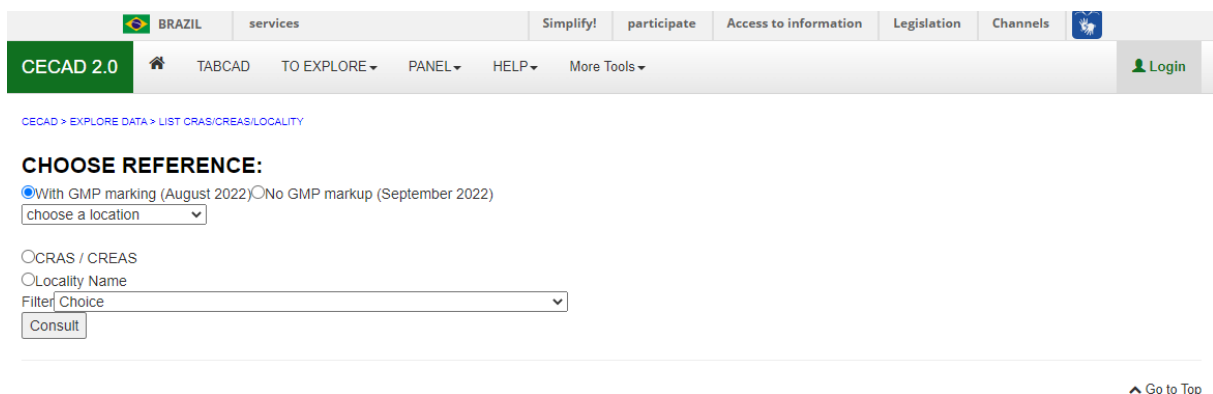 BRAZIL services Simplify! participate Access to information Legislation Channels
CECAD 2.0 TABCAD TO EXPLORE PANEL HELP More Tools Login
CECAD > EXPLORE DATA > LIST CRAS/CREAS/LOCALITY
CHOOSE REFERENCE:
With GMP marking (August 2022) No GMP markup (September 2022)
choose a location
CRAS / CREAS
Locality Name
Filter Choice
Consult
Go to Top